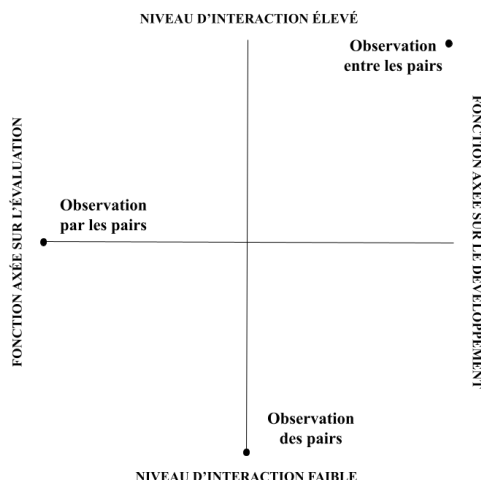 NIVEAU D'INTERACTION ÉLEVÉ
Observation
entre les pairs
FONCTION AXÉE SUR L'ÉVALUATION
FONCTION AXÉE SUR LE DÉVELOPPEMENT
Observation
par les pairs
Observation
des pairs
NIVEAU D'INTERACTION FAIBLE